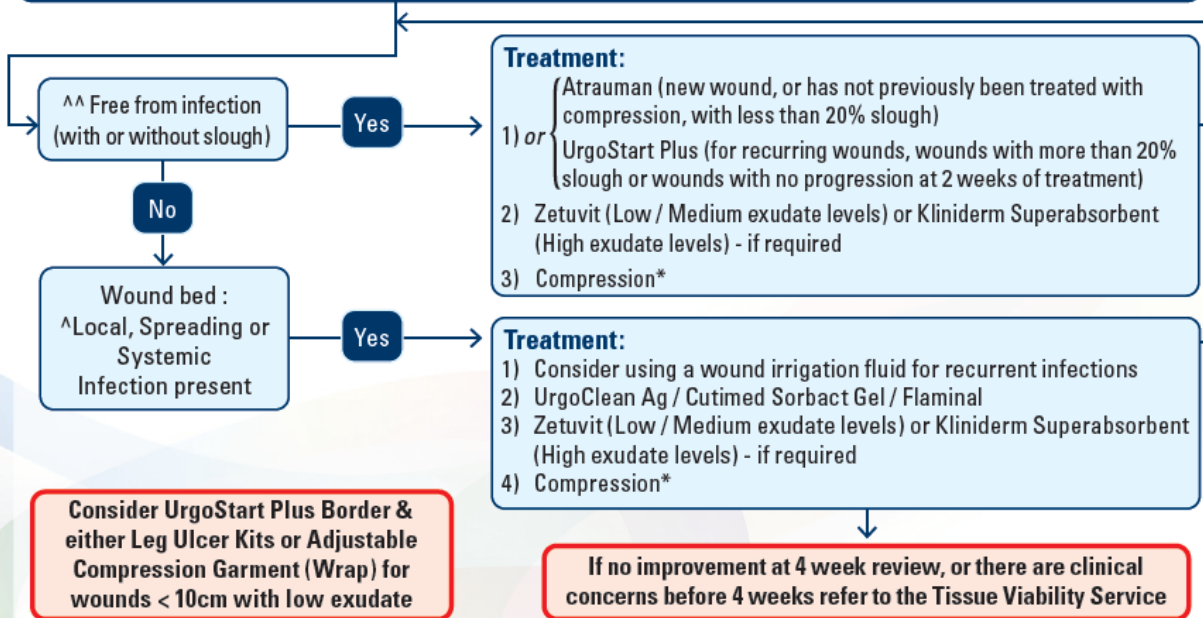 ^^ Free from infection
(with or without slough)
Yes
Treatment:
1) or
Atrauman (new wound, or has not previously been treated with
compression, with less than 20% slough)
UrgoStart Plus (for recurring wounds, wounds with more than 20%
slough or wounds with no progression at 2 weeks of treatment)
2) Zetuvit (Low / Medium exudate levels) or Kliniderm Superabsorbent
(High exudate levels) - if required
3) Compression*
No
Wound bed :
^Local, Spreading or
Systemic
Infection present
Yes
Treatment:
1) Consider using a wound irrigation fluid for recurrent infections
2) UrgoClean Ag / Cutimed Sorbact Gel / Flaminal
3) Zetuvit (Low / Medium exudate levels) or Kliniderm Superabsorbent
(High exudate levels) - if required
4) Compression*
Consider UrgoStart Plus Border &
either Leg Ulcer Kits or Adjustable
Compression Garment (Wrap) for
wounds < 10cm with low exudate
If no improvement at 4 week review, or there are clinical
concerns before 4 weeks refer to the Tissue Viability Service